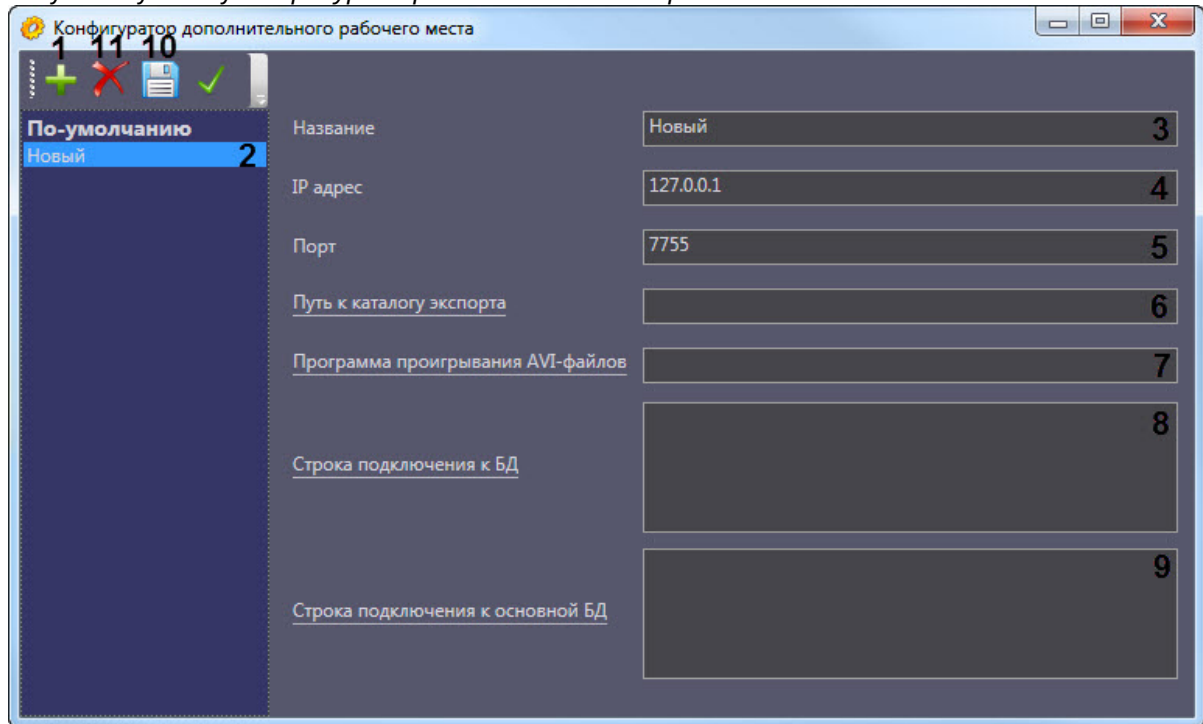 Конфигуратор дополнительного рабочего места
1 11 10
По-умолчанию
Новый 2
Название Новый 3
IP адрес 127.0.0.1 4
Порт 7755 5
Путь к каталогу экспорта 6
Программа проигрывания AVI-файлов 7
Строка подключения к БД 8
Строка подключения к основной БД 9